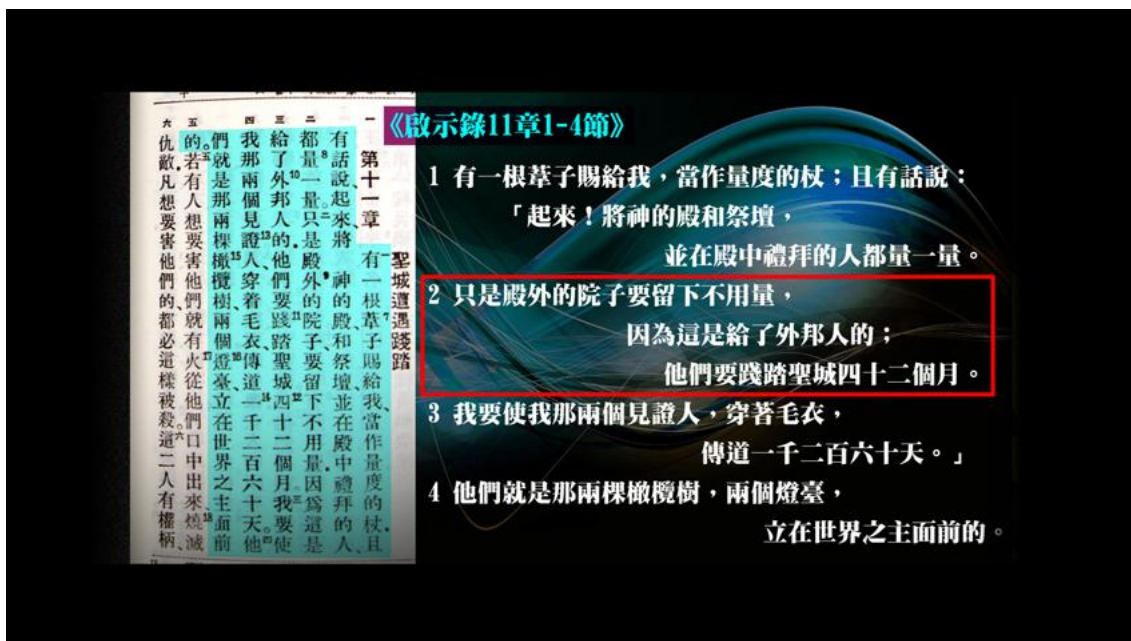 聖城遭遇踐踏
第十一章
一 有一根葦子賜給我、當作量度的杖.且
有話說、起來、將 神的殿、和祭壇、並在殿中禮拜的人、
二 都量一量。只是殿外的院子、要留下不用量.因爲這是
三 給了外邦人的.他們要踐踏聖城四十二個月。我要使
四 我那兩個見證人、穿着毛衣、傳道一千二百六十天。他
們就是那兩棵橄欖樹、兩個燈臺、立在世界之主面前
五 的。若有人想要害他們、就有火從他們口中出來、燒滅
六 仇敵.凡想要害他們的、都必這樣被殺。這二人有權柄、
《啟示錄11章1-4節》
1 有一根葦子賜給我，當作量度的杖；且有話說：
「起來！將神的殿和祭壇，
並在殿中禮拜的人都量一量。
2 只是殿外的院子要留下不用量，
因為這是給了外邦人的；
他們要踐踏聖城四十二個月。
3 我要使我那兩個見證人，穿著毛衣，
傳道一千二百六十天。」
4 他們就是那兩棵橄欖樹，兩個燈臺，
立在世界之主面前的。